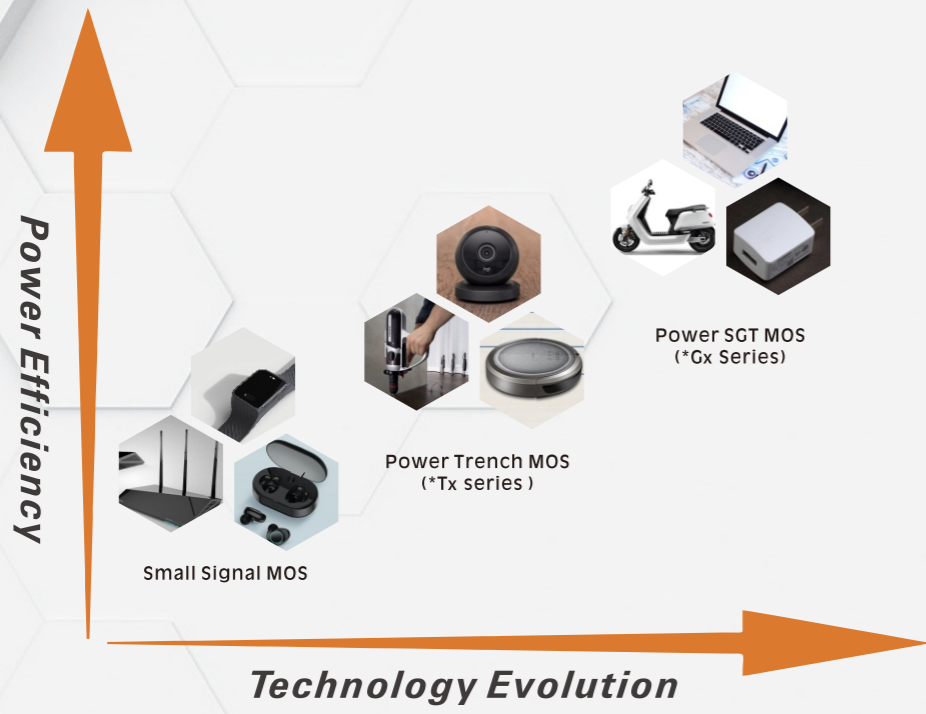 Power Efficiency
Power SGT MOS
(*Gx Series)
Power Trench MOS
(*Tx series )
Small Signal MOS
Technology Evolution